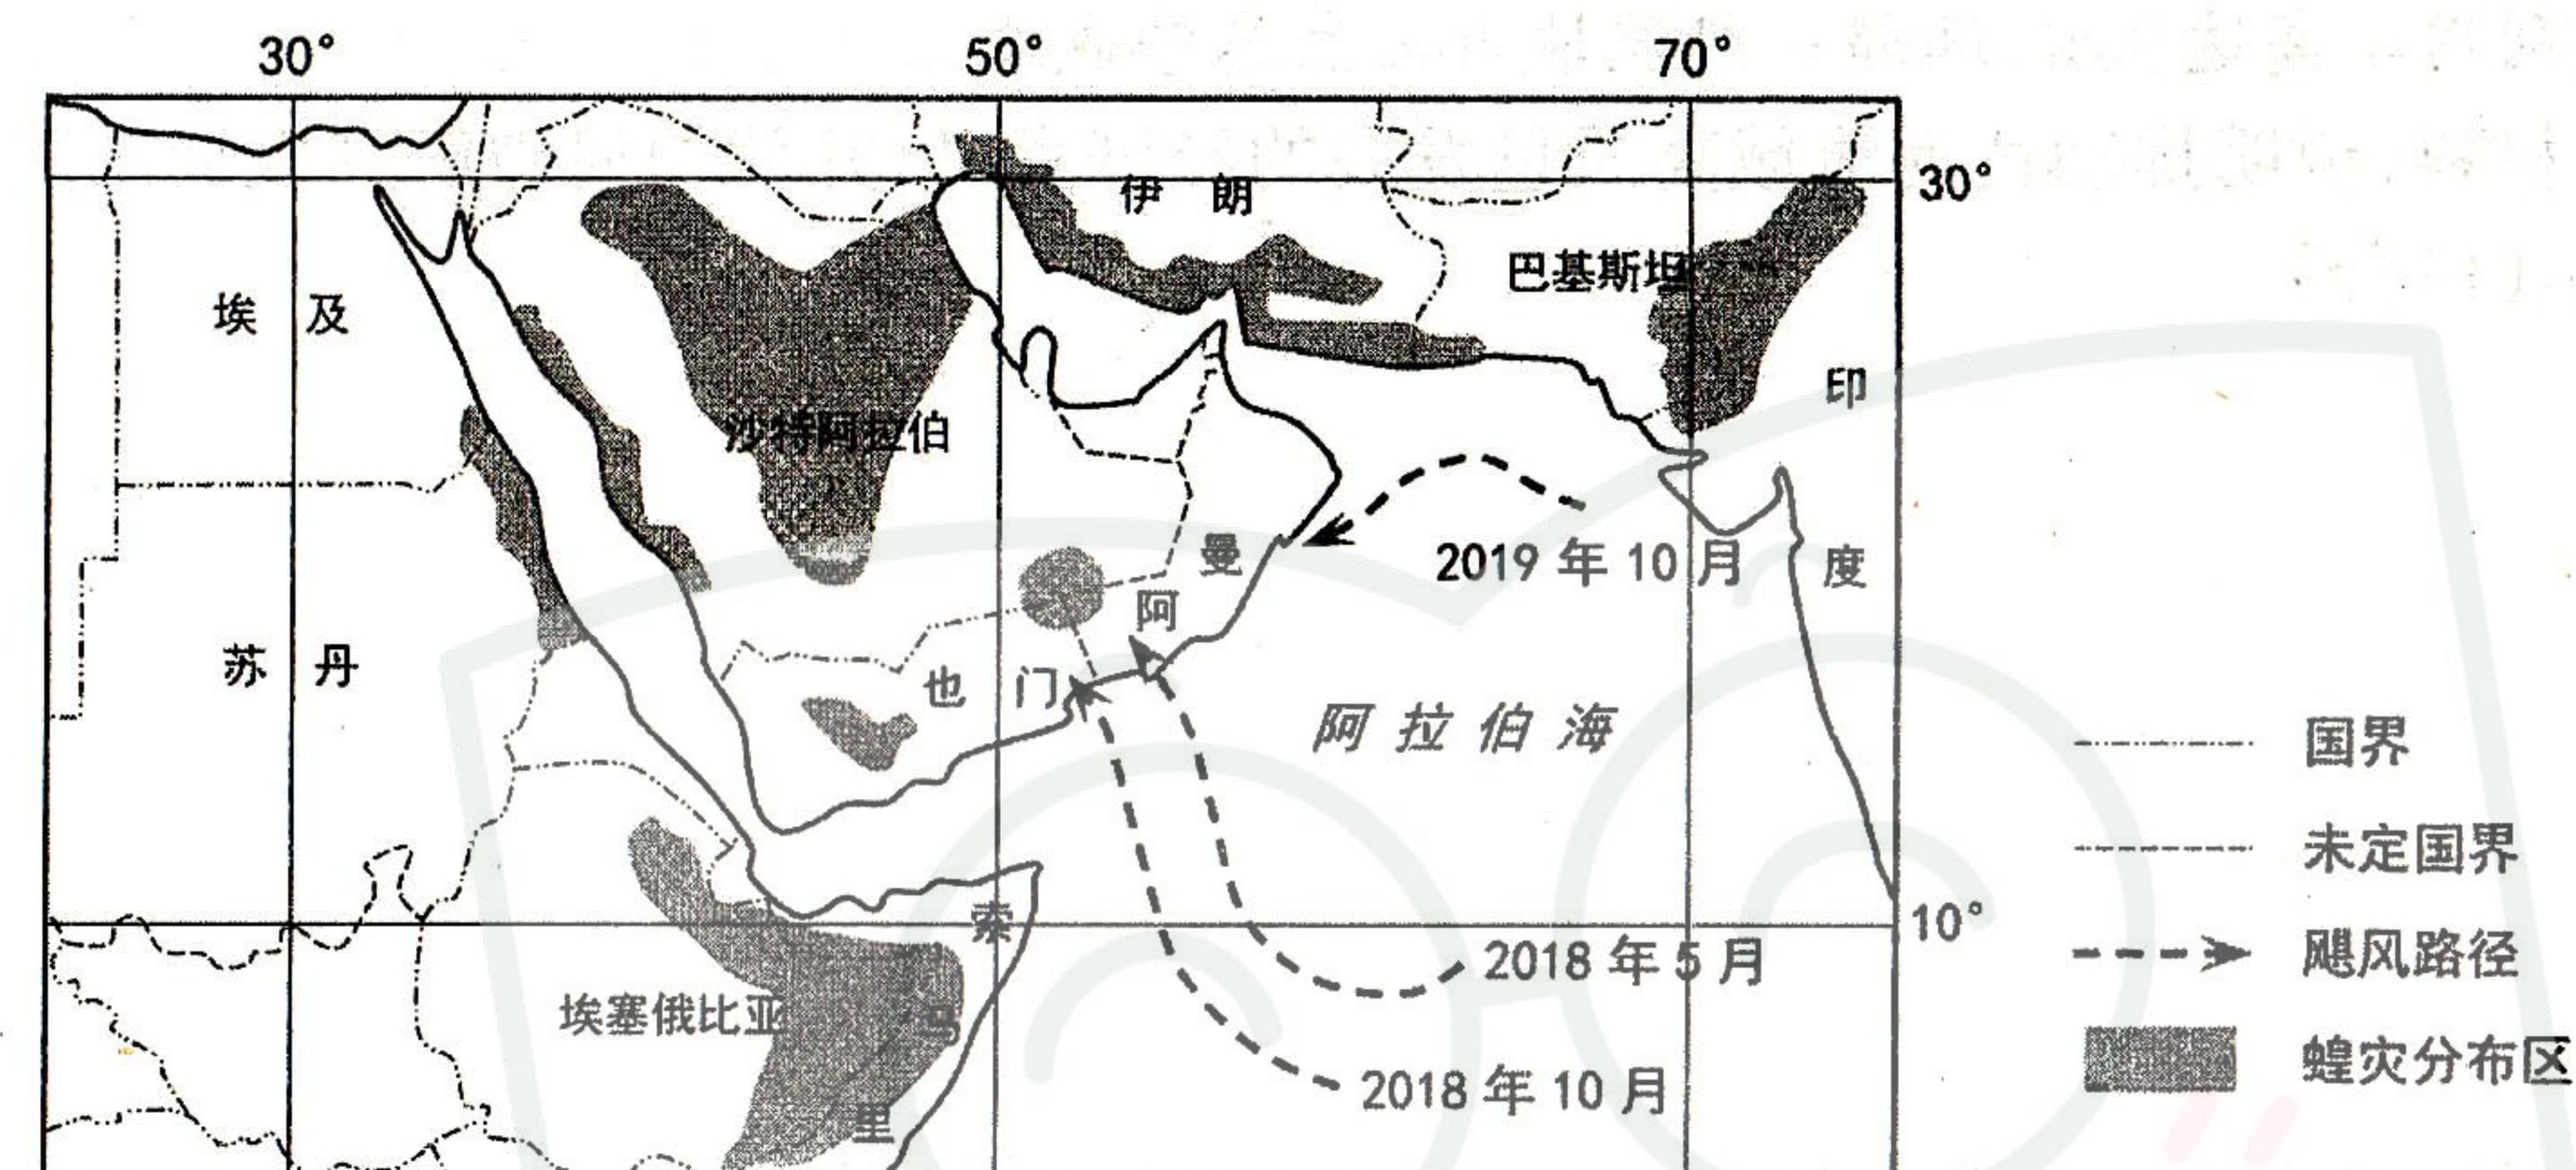 30° 50° 70°
30°
伊 朗
巴基斯坦
埃 及
印
沙特阿拉伯
曼
2019 年 10 月
度
阿
苏 丹
也 门
阿 拉 伯 海
国界
未定国界
索
10°
飓风路径
2018 年 5 月
埃塞俄比亚
马
蝗灾分布区
2018 年 10 月
里